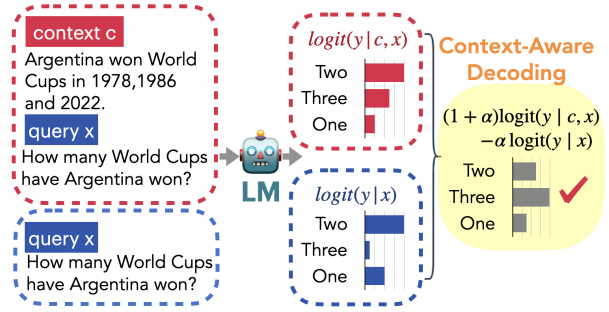 context c
Argentina won World
Cups in 1978,1986
and 2022.
query x
How many World Cups
have Argentina won?
query x
How many World Cups
have Argentina won?
LM
logit(y | c, x)
Two
Three
One
logit(y|x)
Two
Three
One
Context-Aware
Decoding
(1 + α)logit(y | c, x)
−α logit(y | x)
Two
Three
One